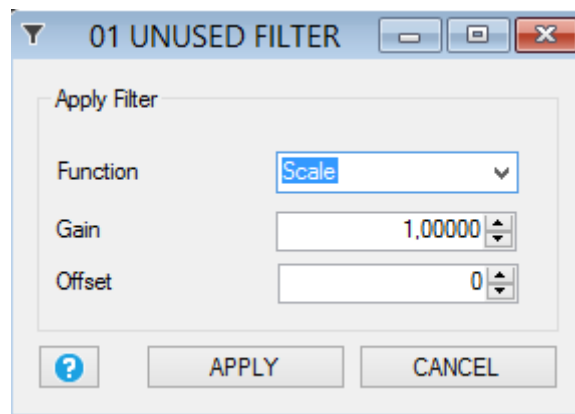 01 UNUSED FILTER
Apply Filter
Function Scale
Gain 1,00000
Offset 0
? APPLY CANCEL